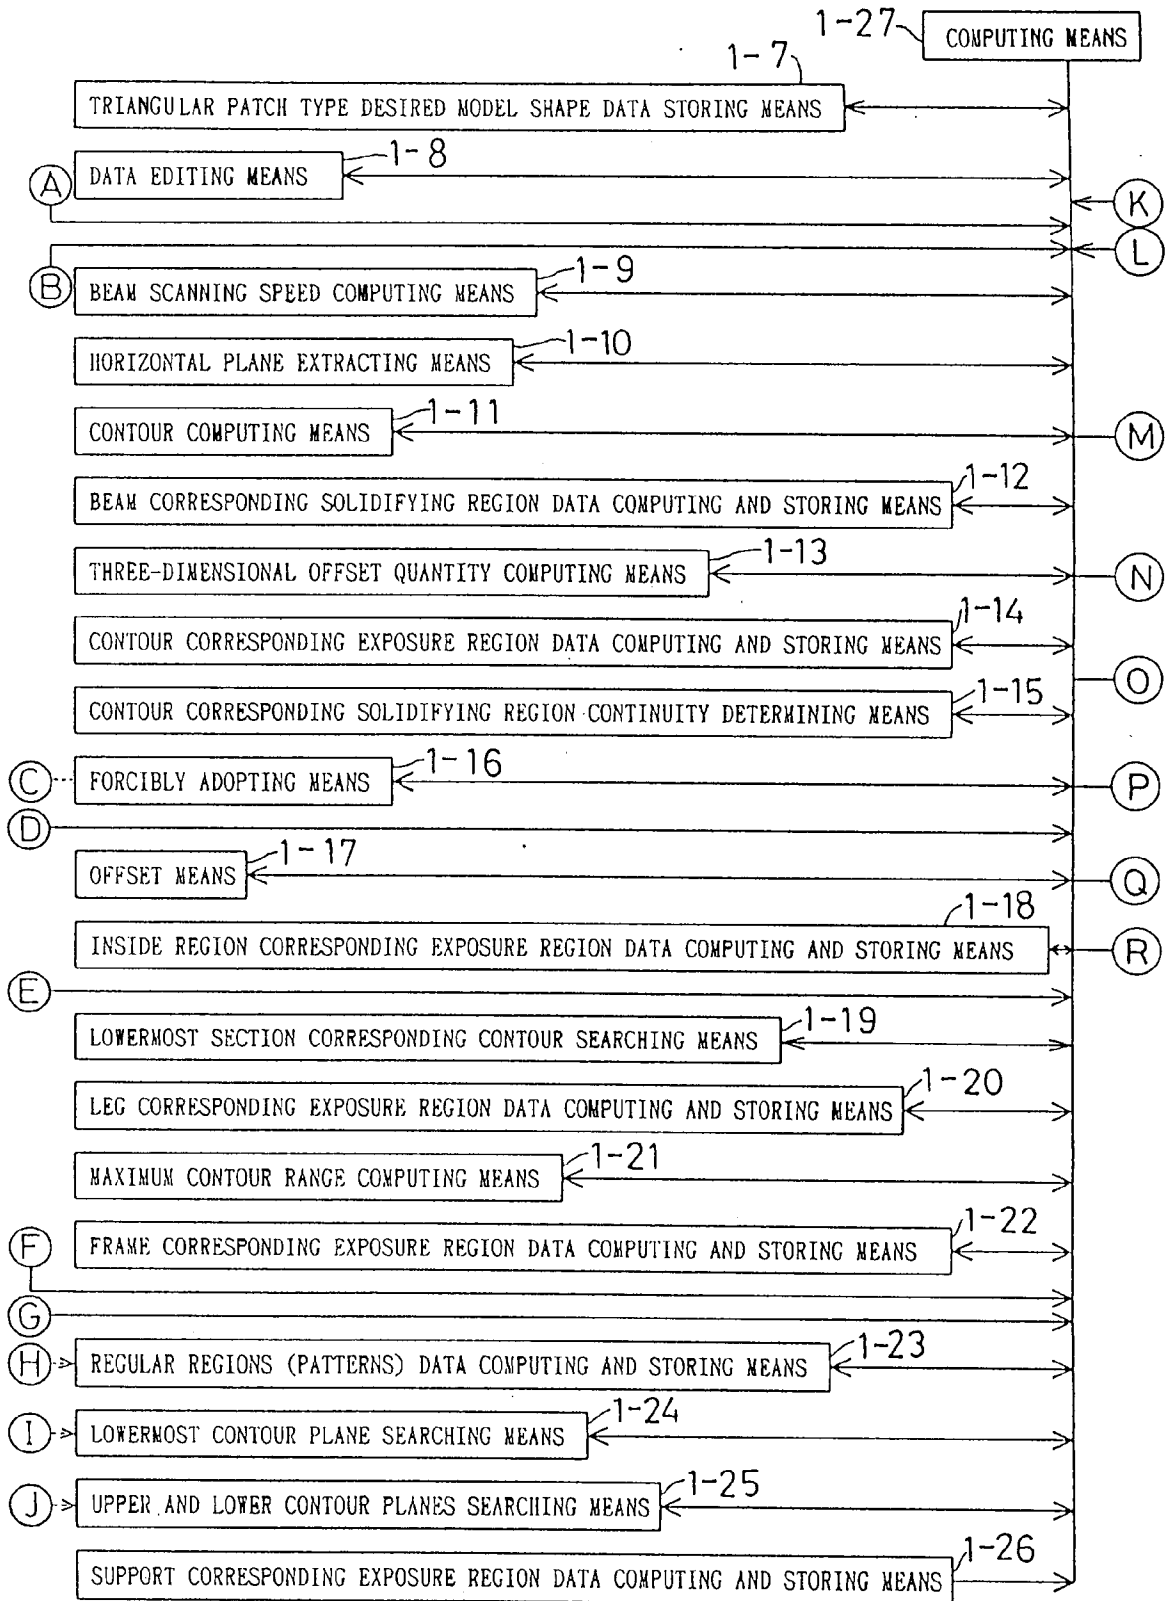 1-27
COMPUTING MEANS
1-7
TRIANGULAR PATCH TYPE DESIRED MODEL SHAPE DATA STORING MEANS
1-8
DATA EDITING MEANS
A
K
L
B
1-9
BEAM SCANNING SPEED COMPUTING MEANS
1-10
HORIZONTAL PLANE EXTRACTING MEANS
1-11
CONTOUR COMPUTING MEANS
M
1-12
BEAM CORRESPONDING SOLIDIFYING REGION DATA COMPUTING AND STORING MEANS
1-13
THREE-DIMENSIONAL OFFSET QUANTITY COMPUTING MEANS
N
1-14
CONTOUR CORRESPONDING EXPOSURE REGION DATA COMPUTING AND STORING MEANS
O
1-15
CONTOUR CORRESPONDING SOLIDIFYING REGION CONTINUITY DETERMINING MEANS
1-16
C
FORCIBLY ADOPTING MEANS
P
D
1-17
OFFSET MEANS
Q
1-18
INSIDE REGION CORRESPONDING EXPOSURE REGION DATA COMPUTING AND STORING MEANS
R
E
1-19
LOWERMOST SECTION CORRESPONDING CONTOUR SEARCHING MEANS
1-20
LEG CORRESPONDING EXPOSURE REGION DATA COMPUTING AND STORING MEANS
1-21
MAXIMUM CONTOUR RANGE COMPUTING MEANS
1-22
F
FRAME CORRESPONDING EXPOSURE REGION DATA COMPUTING AND STORING MEANS
G
1-23
H
REGULAR REGIONS (PATTERNS) DATA COMPUTING AND STORING MEANS
1-24
I
LOWERMOST CONTOUR PLANE SEARCHING MEANS
1-25
J
UPPER AND LOWER CONTOUR PLANES SEARCHING MEANS
1-26
SUPPORT CORRESPONDING EXPOSURE REGION DATA COMPUTING AND STORING MEANS